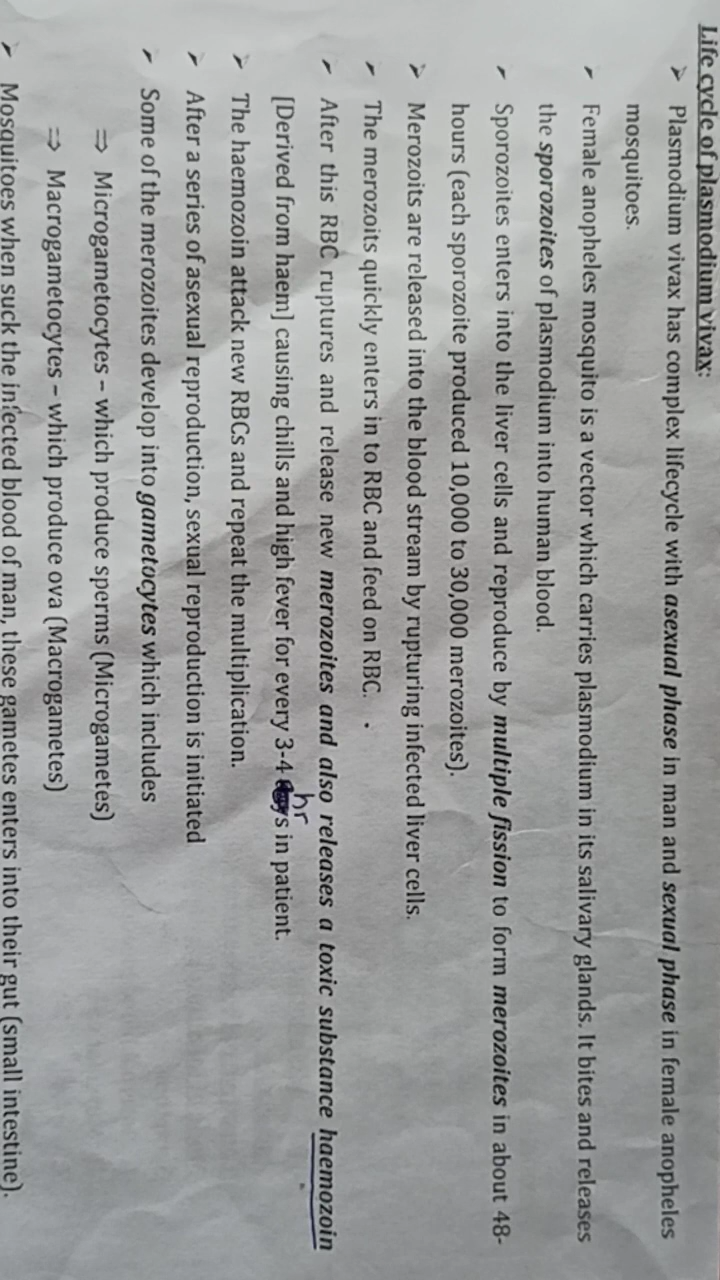 Life cycle of plasmodium vivax:
➢ Plasmodium vivax has complex lifecycle with asexual phase in man and sexual phase in female anopheles
mosquitoes.
➢ Female anopheles mosquito is a vector which carries plasmodium in its salivary glands. It bites and releases
the sporozoites of plasmodium into human blood.
➢ Sporozoites enters into the liver cells and reproduce by multiple fission to form merozoites in about 48-
hours (each sporozoite produced 10,000 to 30,000 merozoites).
➢ Merozoits are released into the blood stream by rupturing infected liver cells.
➢ The merozoits quickly enters in to RBC and feed on RBC.
➢ After this RBC ruptures and release new merozoites and also releases a toxic substance haemozoin
[Derived from haem] causing chills and high fever for every 3-4 hr in patient.
➢ The haemozoin attack new RBCs and repeat the multiplication.
➢ After a series of asexual reproduction, sexual reproduction is initiated
➢ Some of the merozoites develop into gametocytes which includes
⇒ Microgametocytes – which produce sperms (Microgametes)
⇒ Macrogametocytes – which produce ova (Macrogametes)
➢ Mosquitoes when suck the infected blood of man, these gametes enters into their gut (small intestine).